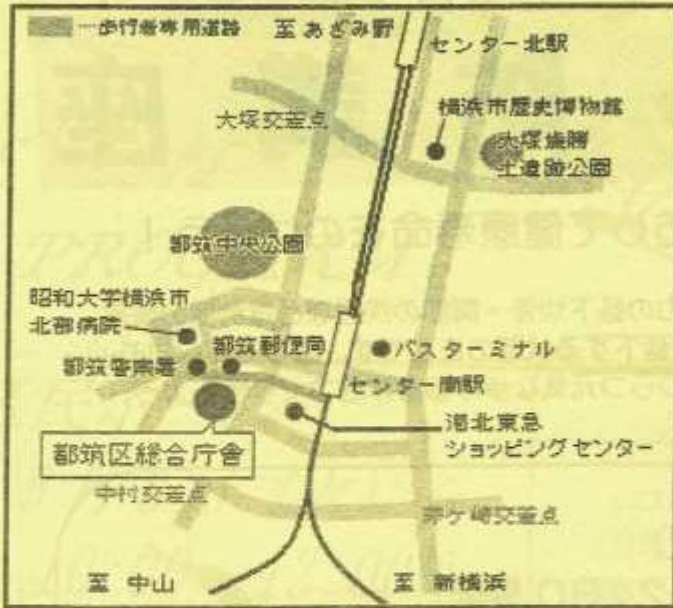 歩行者専用道路
至 あざみ野
センター北駅
大塚交差点
横浜市歴史博物館
大塚歳勝
土遺跡公園
都筑中央公園
昭和大学横浜市
北部病院
都筑郵便局
バスターミナル
都筑警察署
センター南駅
港北東急
ショッピングセンター
都筑区総合庁舎
中村交差点
茅ケ崎交差点
至 中山
至 新横浜
座